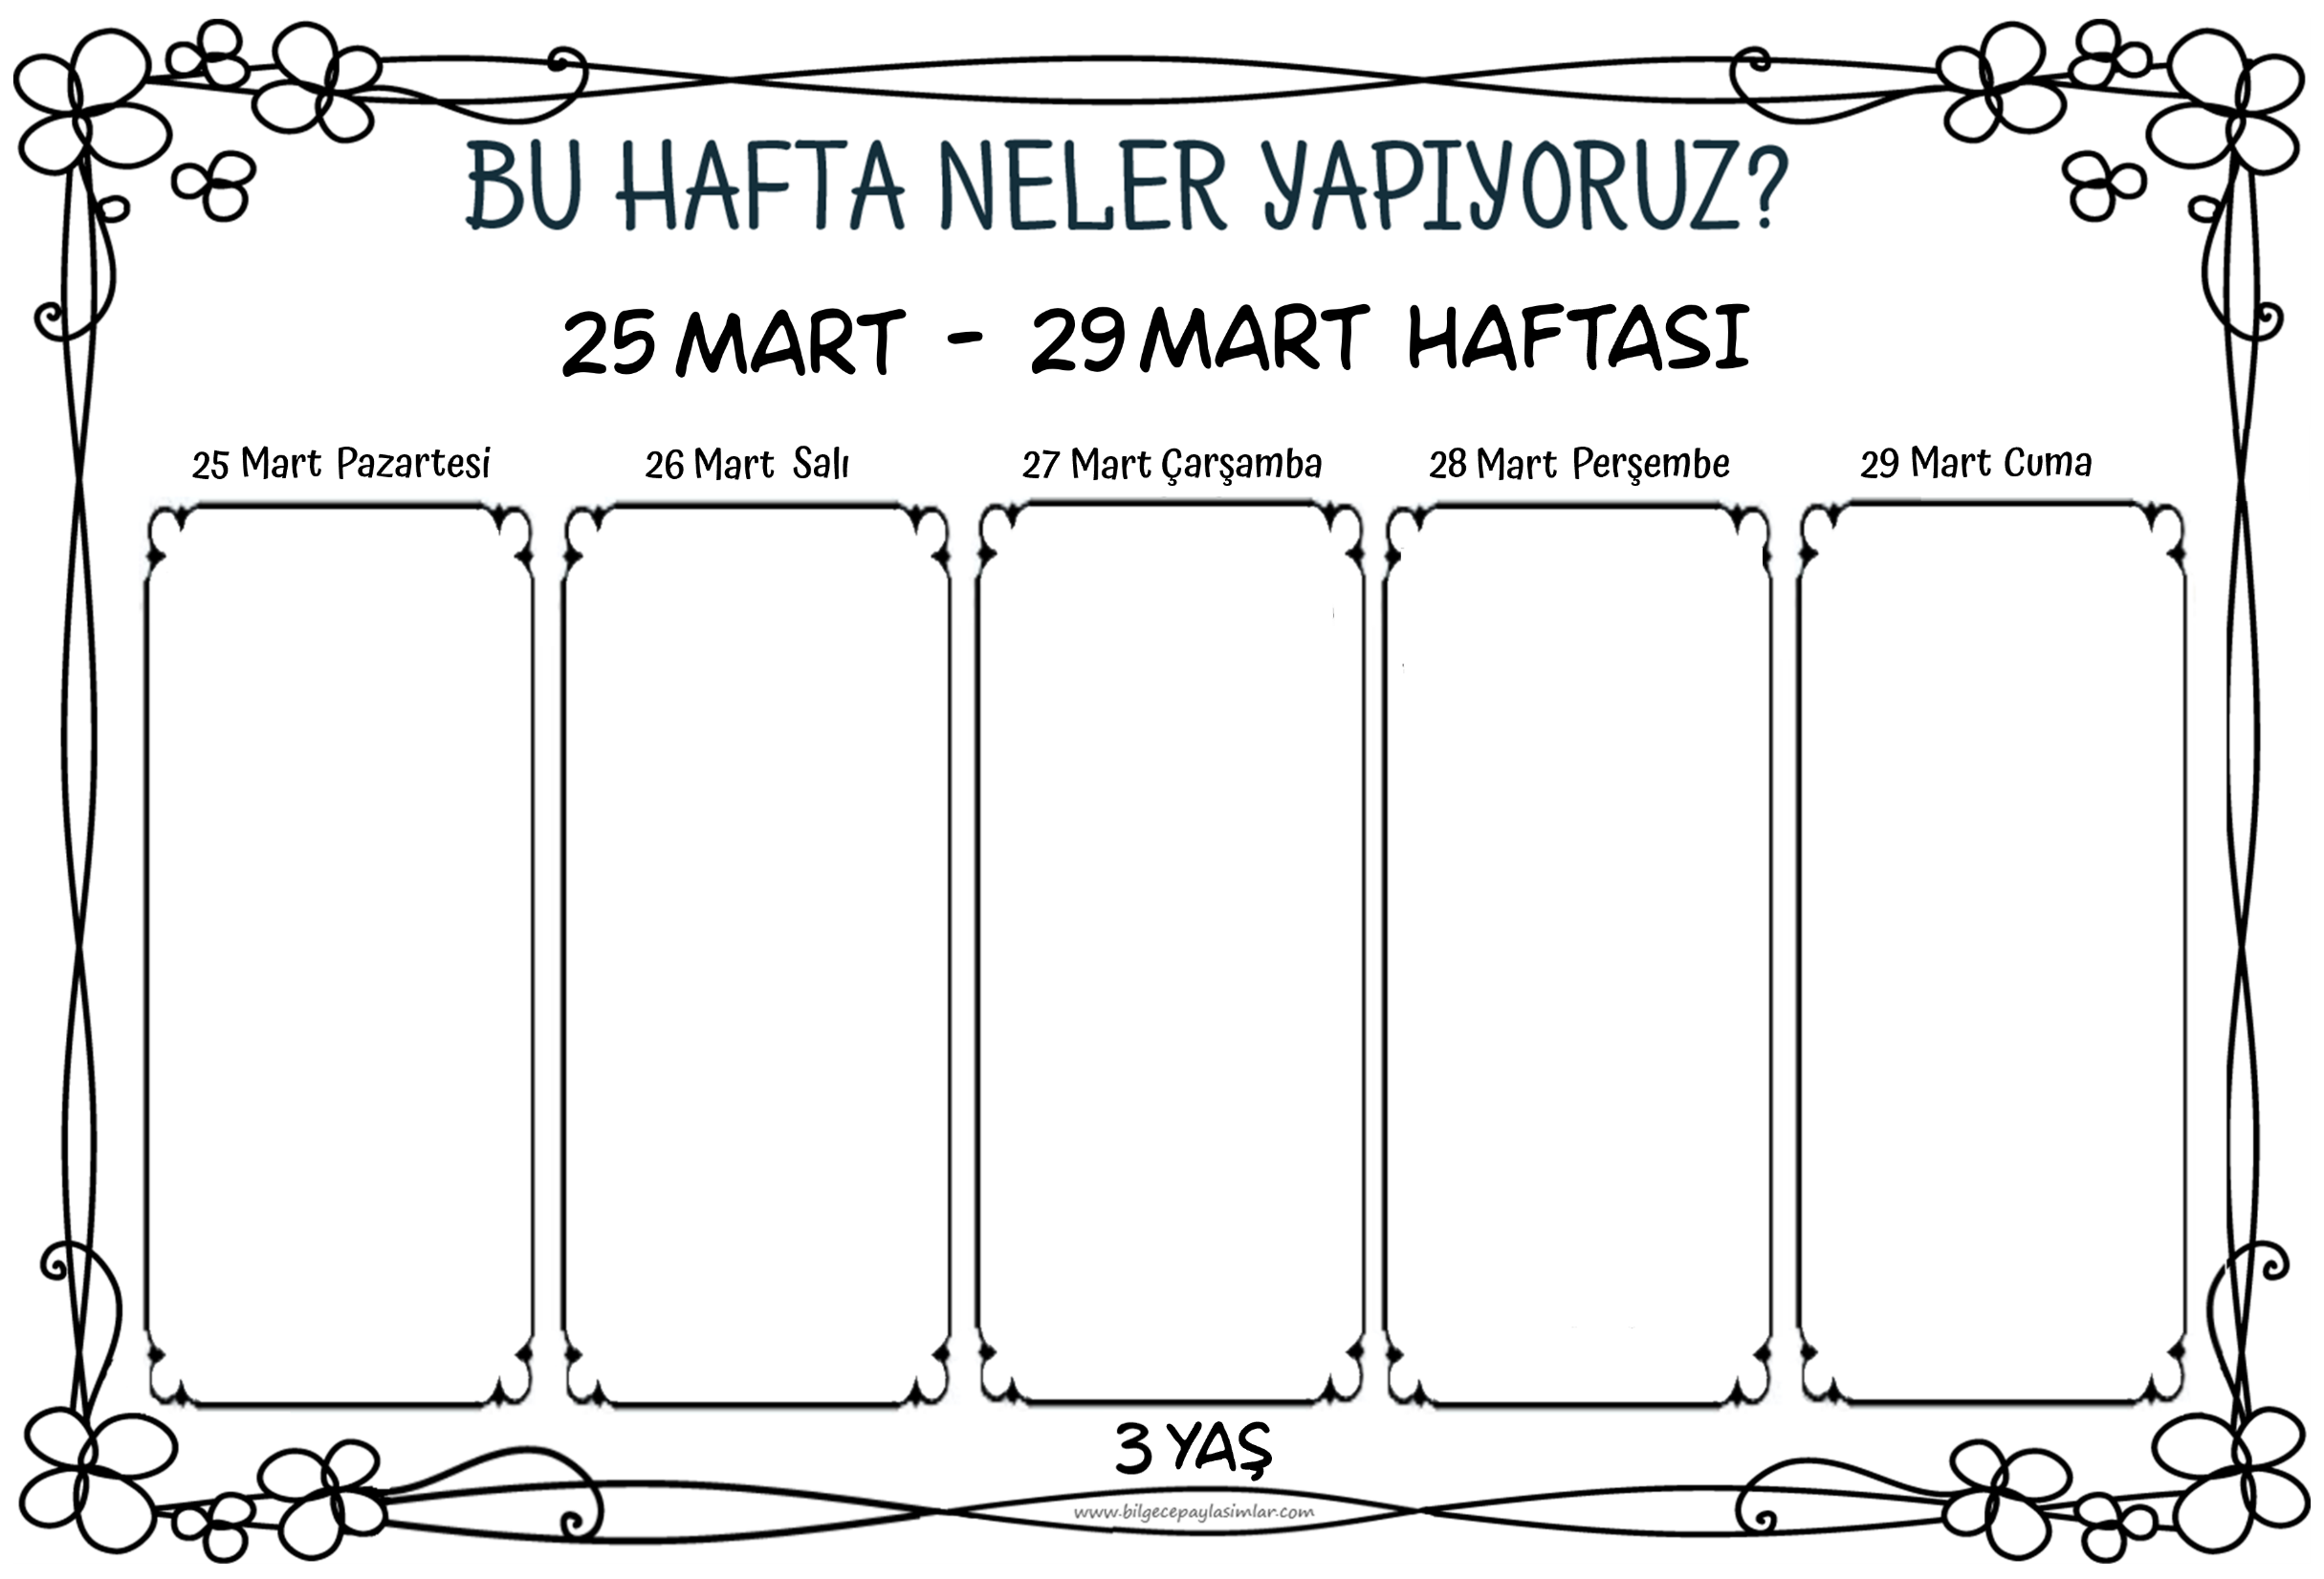 BU HAFTA NELER YAPIYORUZ?
25 MART - 29 MART HAFTASI
25 Mart Pazartesi
26 Mart Salı
27 Mart Çarşamba
28 Mart Perşembe
29 Mart Cuma
3 YAŞ
www.bilgecepaylasimlar.com